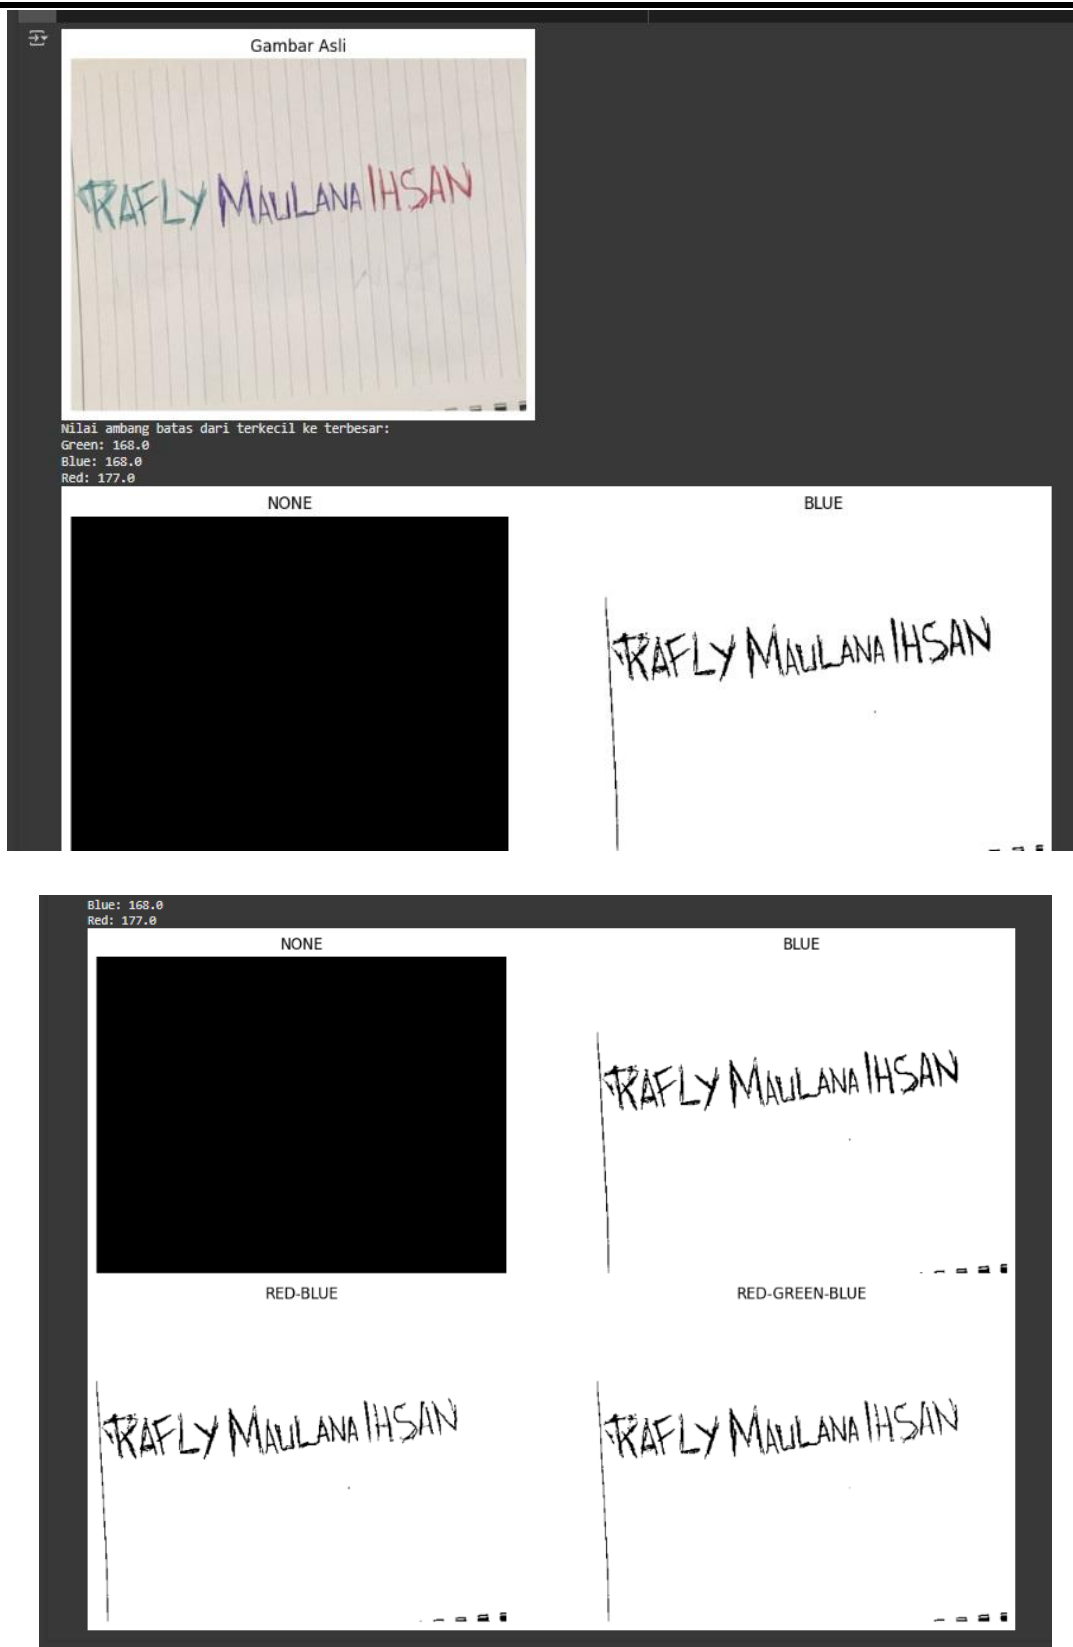 Gambar Asli
RAFLY MAULANA IHSAN
Nilai ambang batas dari terkecil ke terbesar:
Green: 168.0
Blue: 168.0
Red: 177.0
NONE
BLUE
RAFLY MAULANA IHSAN
Blue: 168.0
Red: 177.0
NONE
BLUE
RAFLY MAULANA IHSAN
RED-BLUE
RED-GREEN-BLUE
RAFLY MAULANA IHSAN
RAFLY MAULANA IHSAN